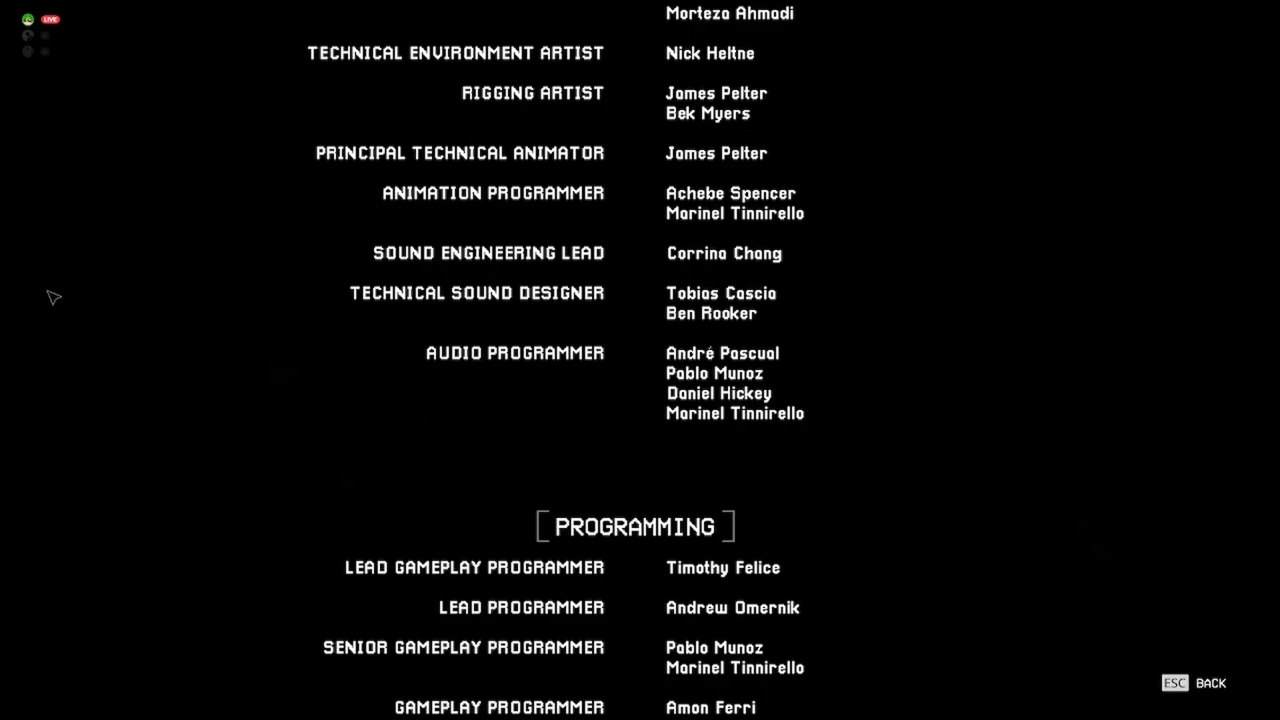 LIVE
Morteza Ahmadi
TECHNICAL ENVIRONMENT ARTIST Nick Heltne
RIGGING ARTIST James Pelter
Bek Myers
PRINCIPAL TECHNICAL ANIMATOR James Pelter
ANIMATION PROGRAMMER Achebe Spencer
Marinel Tinnirello
SOUND ENGINEERING LEAD Corrina Chang
TECHNICAL SOUND DESIGNER Tobias Cascia
Ben Rooker
AUDIO PROGRAMMER André Pascual
Pablo Munoz
Daniel Hickey
Marinel Tinnirello
[PROGRAMMING]
LEAD GAMEPLAY PROGRAMMER Timothy Felice
LEAD PROGRAMMER Andrew Omernik
SENIOR GAMEPLAY PROGRAMMER Pablo Munoz
Marinel Tinnirello
ESC BACK
GAMEPLAY PROGRAMMER Amon Ferri